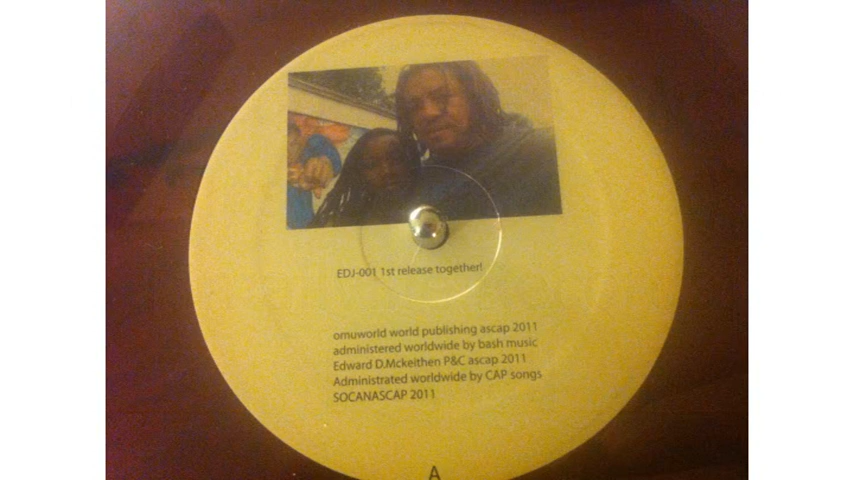 EDJ-001 1st release together!
omuworld world publishing ascap 2011
administered worldwide by bash music
Edward D.Mckeithen P&C ascap 2011
Administrated worldwide by CAP songs
SOCANASCAP 2011
A